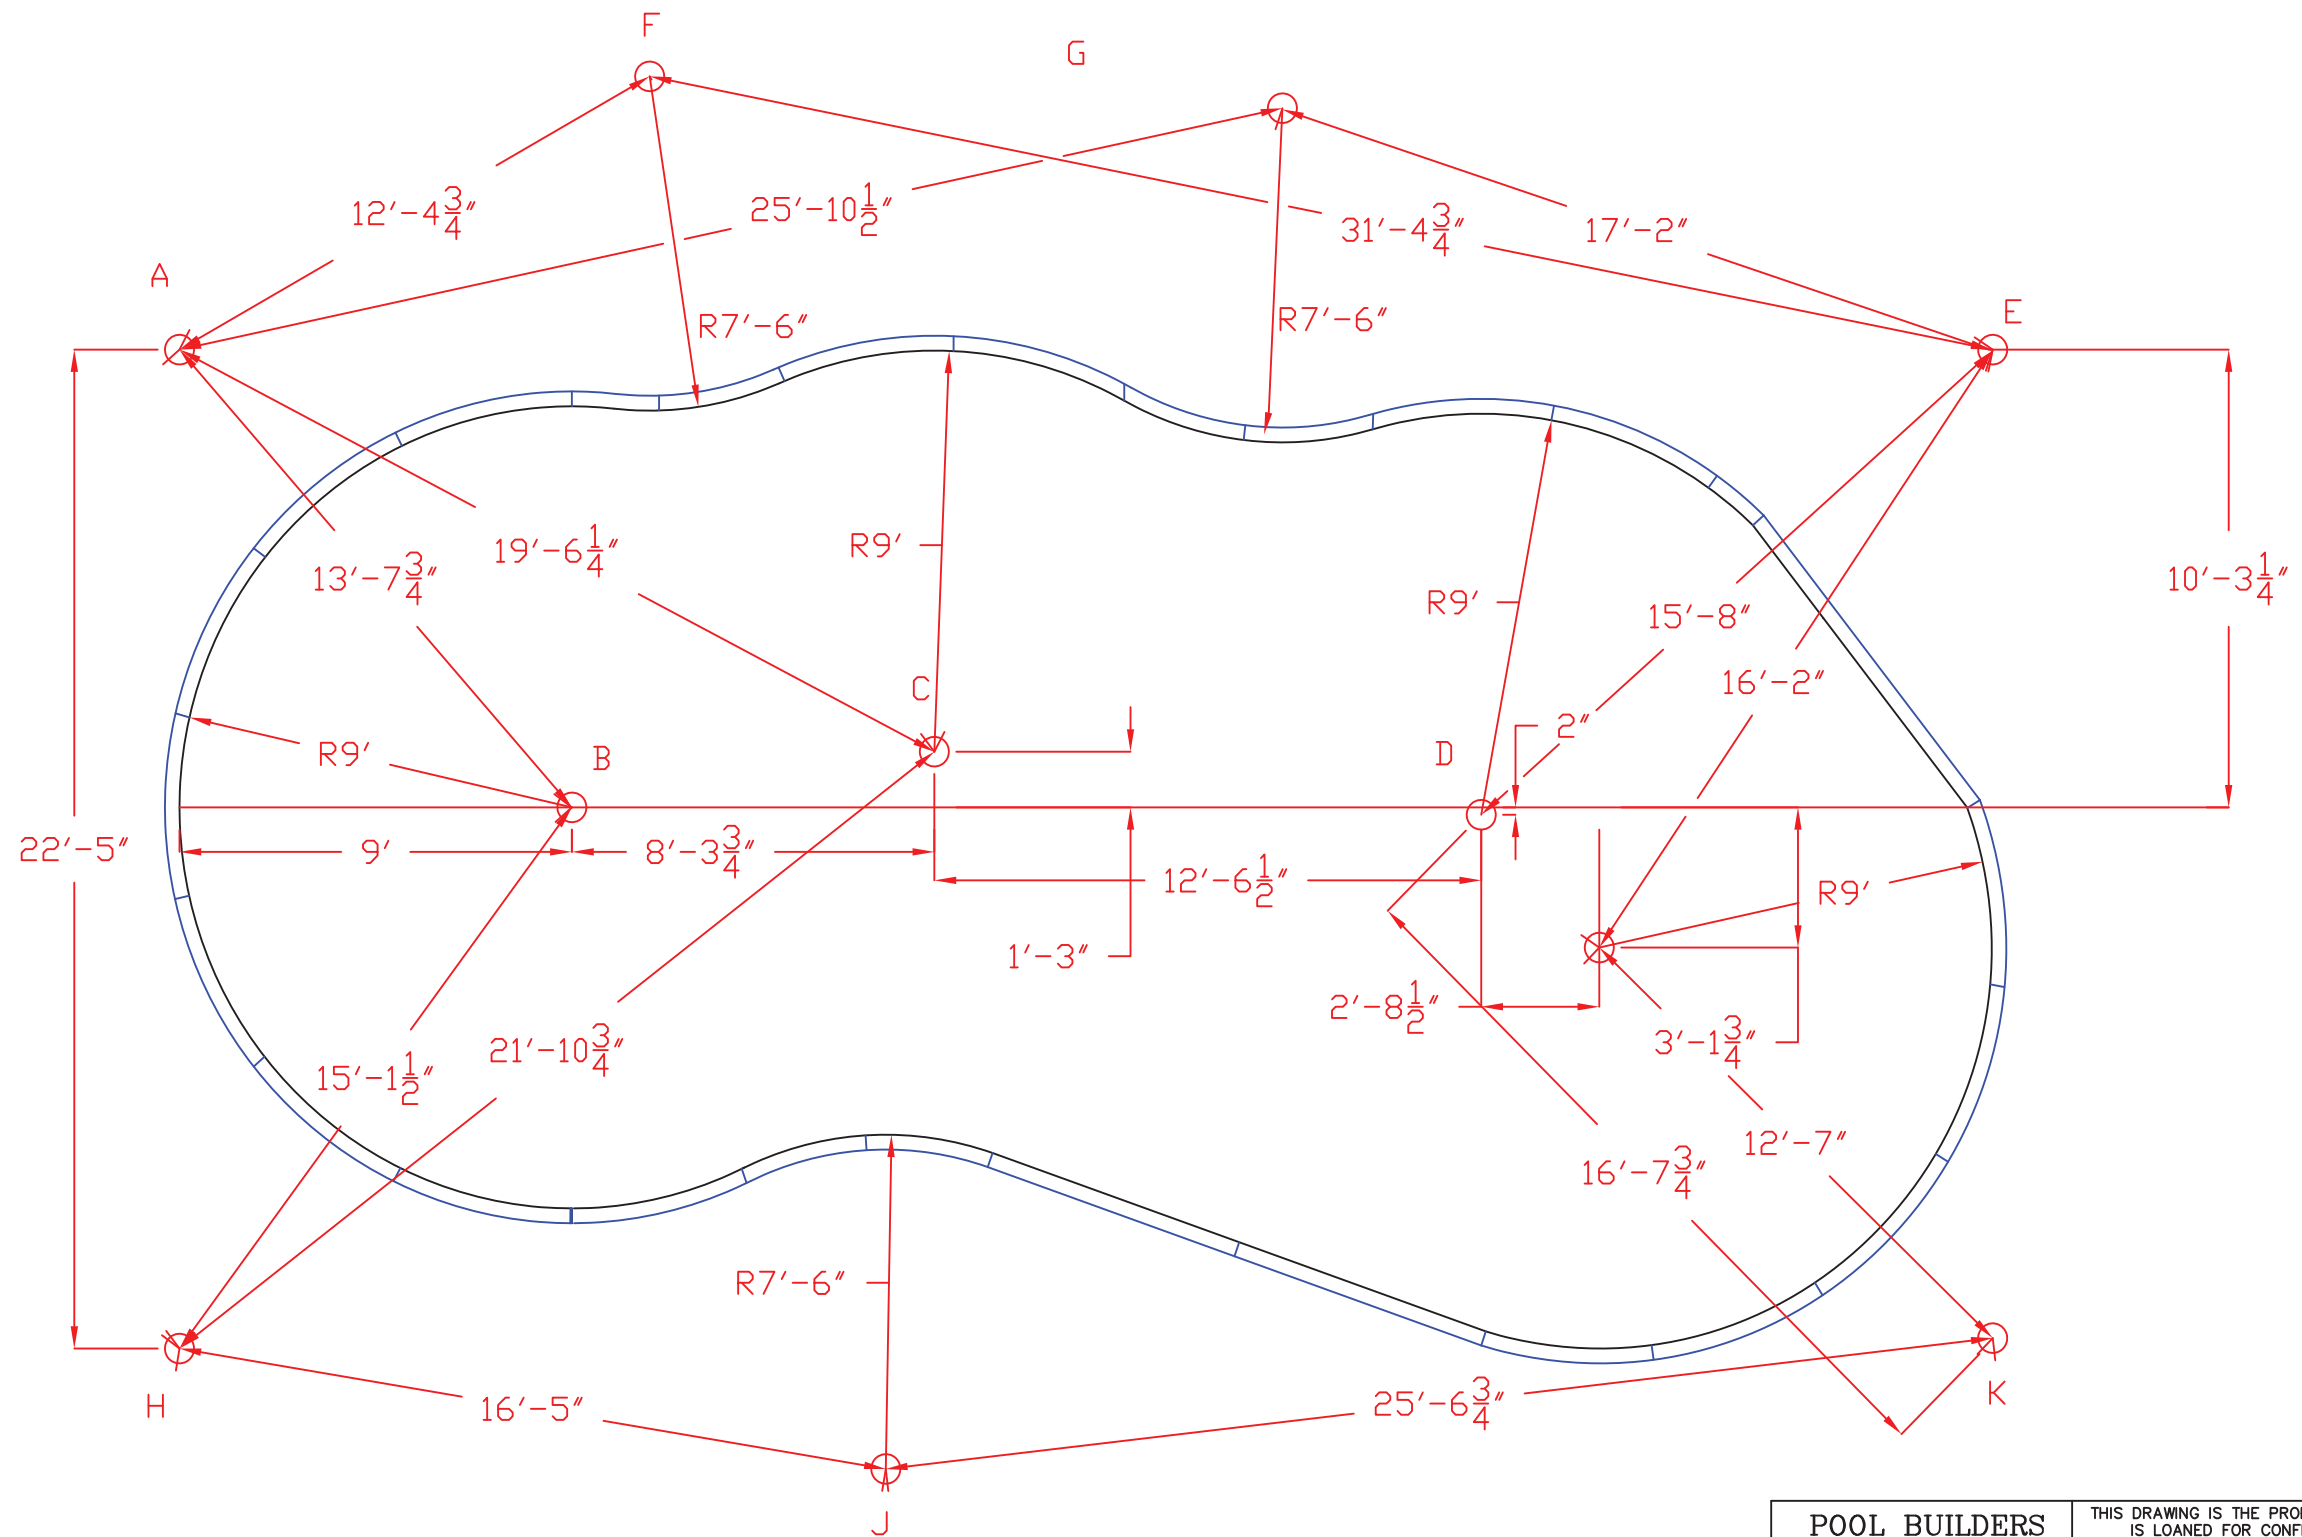 F
G
12'-4 3/4"
25'-10 1/2"
31'-4 3/4"
17'-2"
A
E
R7'-6"
R7'-6"
19'-6 1/4"
R9'
13'-7 3/4"
10'-3 1/4"
R9'
15'-8"
16'-2"
C
2"
R9'
B
D
22'-5"
9'
8'-3 3/4"
12'-6 1/2"
R9'
1'-3"
2'-8 1/2"
3'-1 3/4"
21'-10 3/4"
15'-1 1/2"
12'-7"
16'-7 3/4"
R7'-6"
H
16'-5"
25'-6 3/4"
K
J
POOL BUILDERS
THIS DRAWING IS THE
IS LOANED FOR